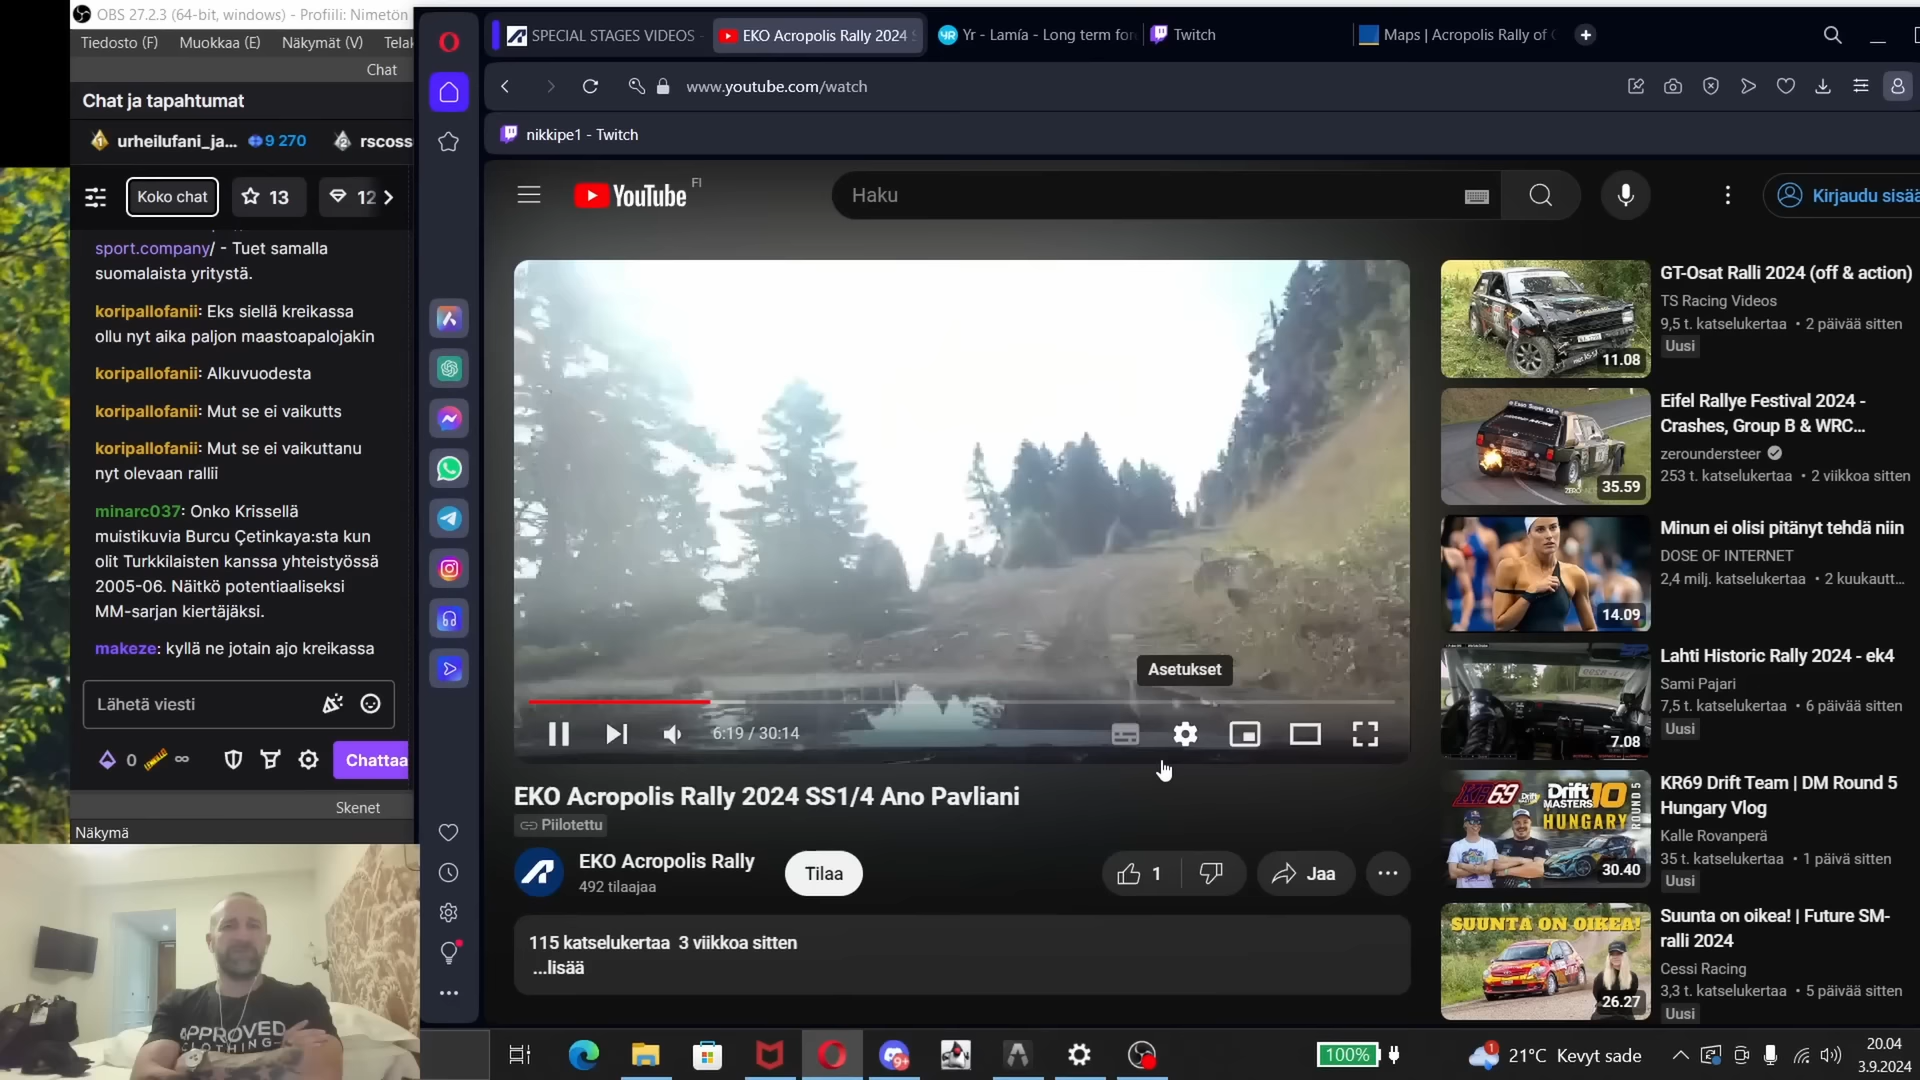 OBS 27.2.3 (64-bit, windows) - Profiili: Nimetön
Tiedosto (F) Muokkaa (E) Näkymät (V) Telak
Chat
Chat ja tapahtumat
urheilufani_ja... 9 270 rscoss
Koko chat 13 12
sport.company/ - Tuet samalla
suomalaista yritystä.
koripallofanii: Eks siellä kreikassa
ollu nyt aika paljon maastoapalojakin
koripallofanii: Alkuvuodesta
koripallofanii: Mut se ei vaikutts
koripallofanii: Mut se ei vaikuttanu
nyt olevaan rallii
minarc037: Onko Krissellä
muistikuvia Burcu Çetinkaya:sta kun
olit Turkkilaisten kanssa yhteistyössä
2005-06. Näitkö potentiaaliseksi
MM-sarjan kiertäjäksi.
makeze: kyllä ne jotain ajo kreikassa
Lähetä viesti
0 ∞ Chattaa
Skenet
Näkymä
APPROVED
CLOTHING
SPECIAL STAGES VIDEOS - EKO Acropolis Rally 2024 S Yr - Lamía - Long term for Twitch Maps | Acropolis Rally of G
www.youtube.com/watch
nikkipe1 - Twitch
YouTube FI
Haku
Kirjaudu sisää
Asetukset
6:19 / 30:14
EKO Acropolis Rally 2024 SS1/4 Ano Pavliani
Piilotettu
EKO Acropolis Rally
492 tilaajaa
Tilaa
1
Jaa
115 katselukertaa 3 viikkoa sitten
...lisää
GT-Osat Ralli 2024 (off & action)
TS Racing Videos
9,5 t. katselukertaa • 2 päivää sitten
Uusi
11.08
Eifel Rallye Festival 2024 -
Crashes, Group B & WRC...
zeroundersteer
253 t. katselukertaa • 2 viikkoa sitten
35.59
Minun ei olisi pitänyt tehdä niin
DOSE OF INTERNET
2,4 milj. katselukertaa • 2 kuukautt...
14.09
Lahti Historic Rally 2024 - ek4
Sami Pajari
7,5 t. katselukertaa • 6 päivää sitten
Uusi
7.08
KR69 Drift Team | DM Round 5
Hungary Vlog
Kalle Rovanperä
35 t. katselukertaa • 1 päivä sitten
Uusi
Drift
MASTERS 10
HUNGARY
ROUND 5
30.40
Suunta on oikea! | Future SM-
ralli 2024
Cessi Racing
3,3 t. katselukertaa • 5 päivää sitten
Uusi
SUUNTA ON OIKEA!
26.27
9+
100%
1
21°C Kevyt sade
20.04
3.9.2024